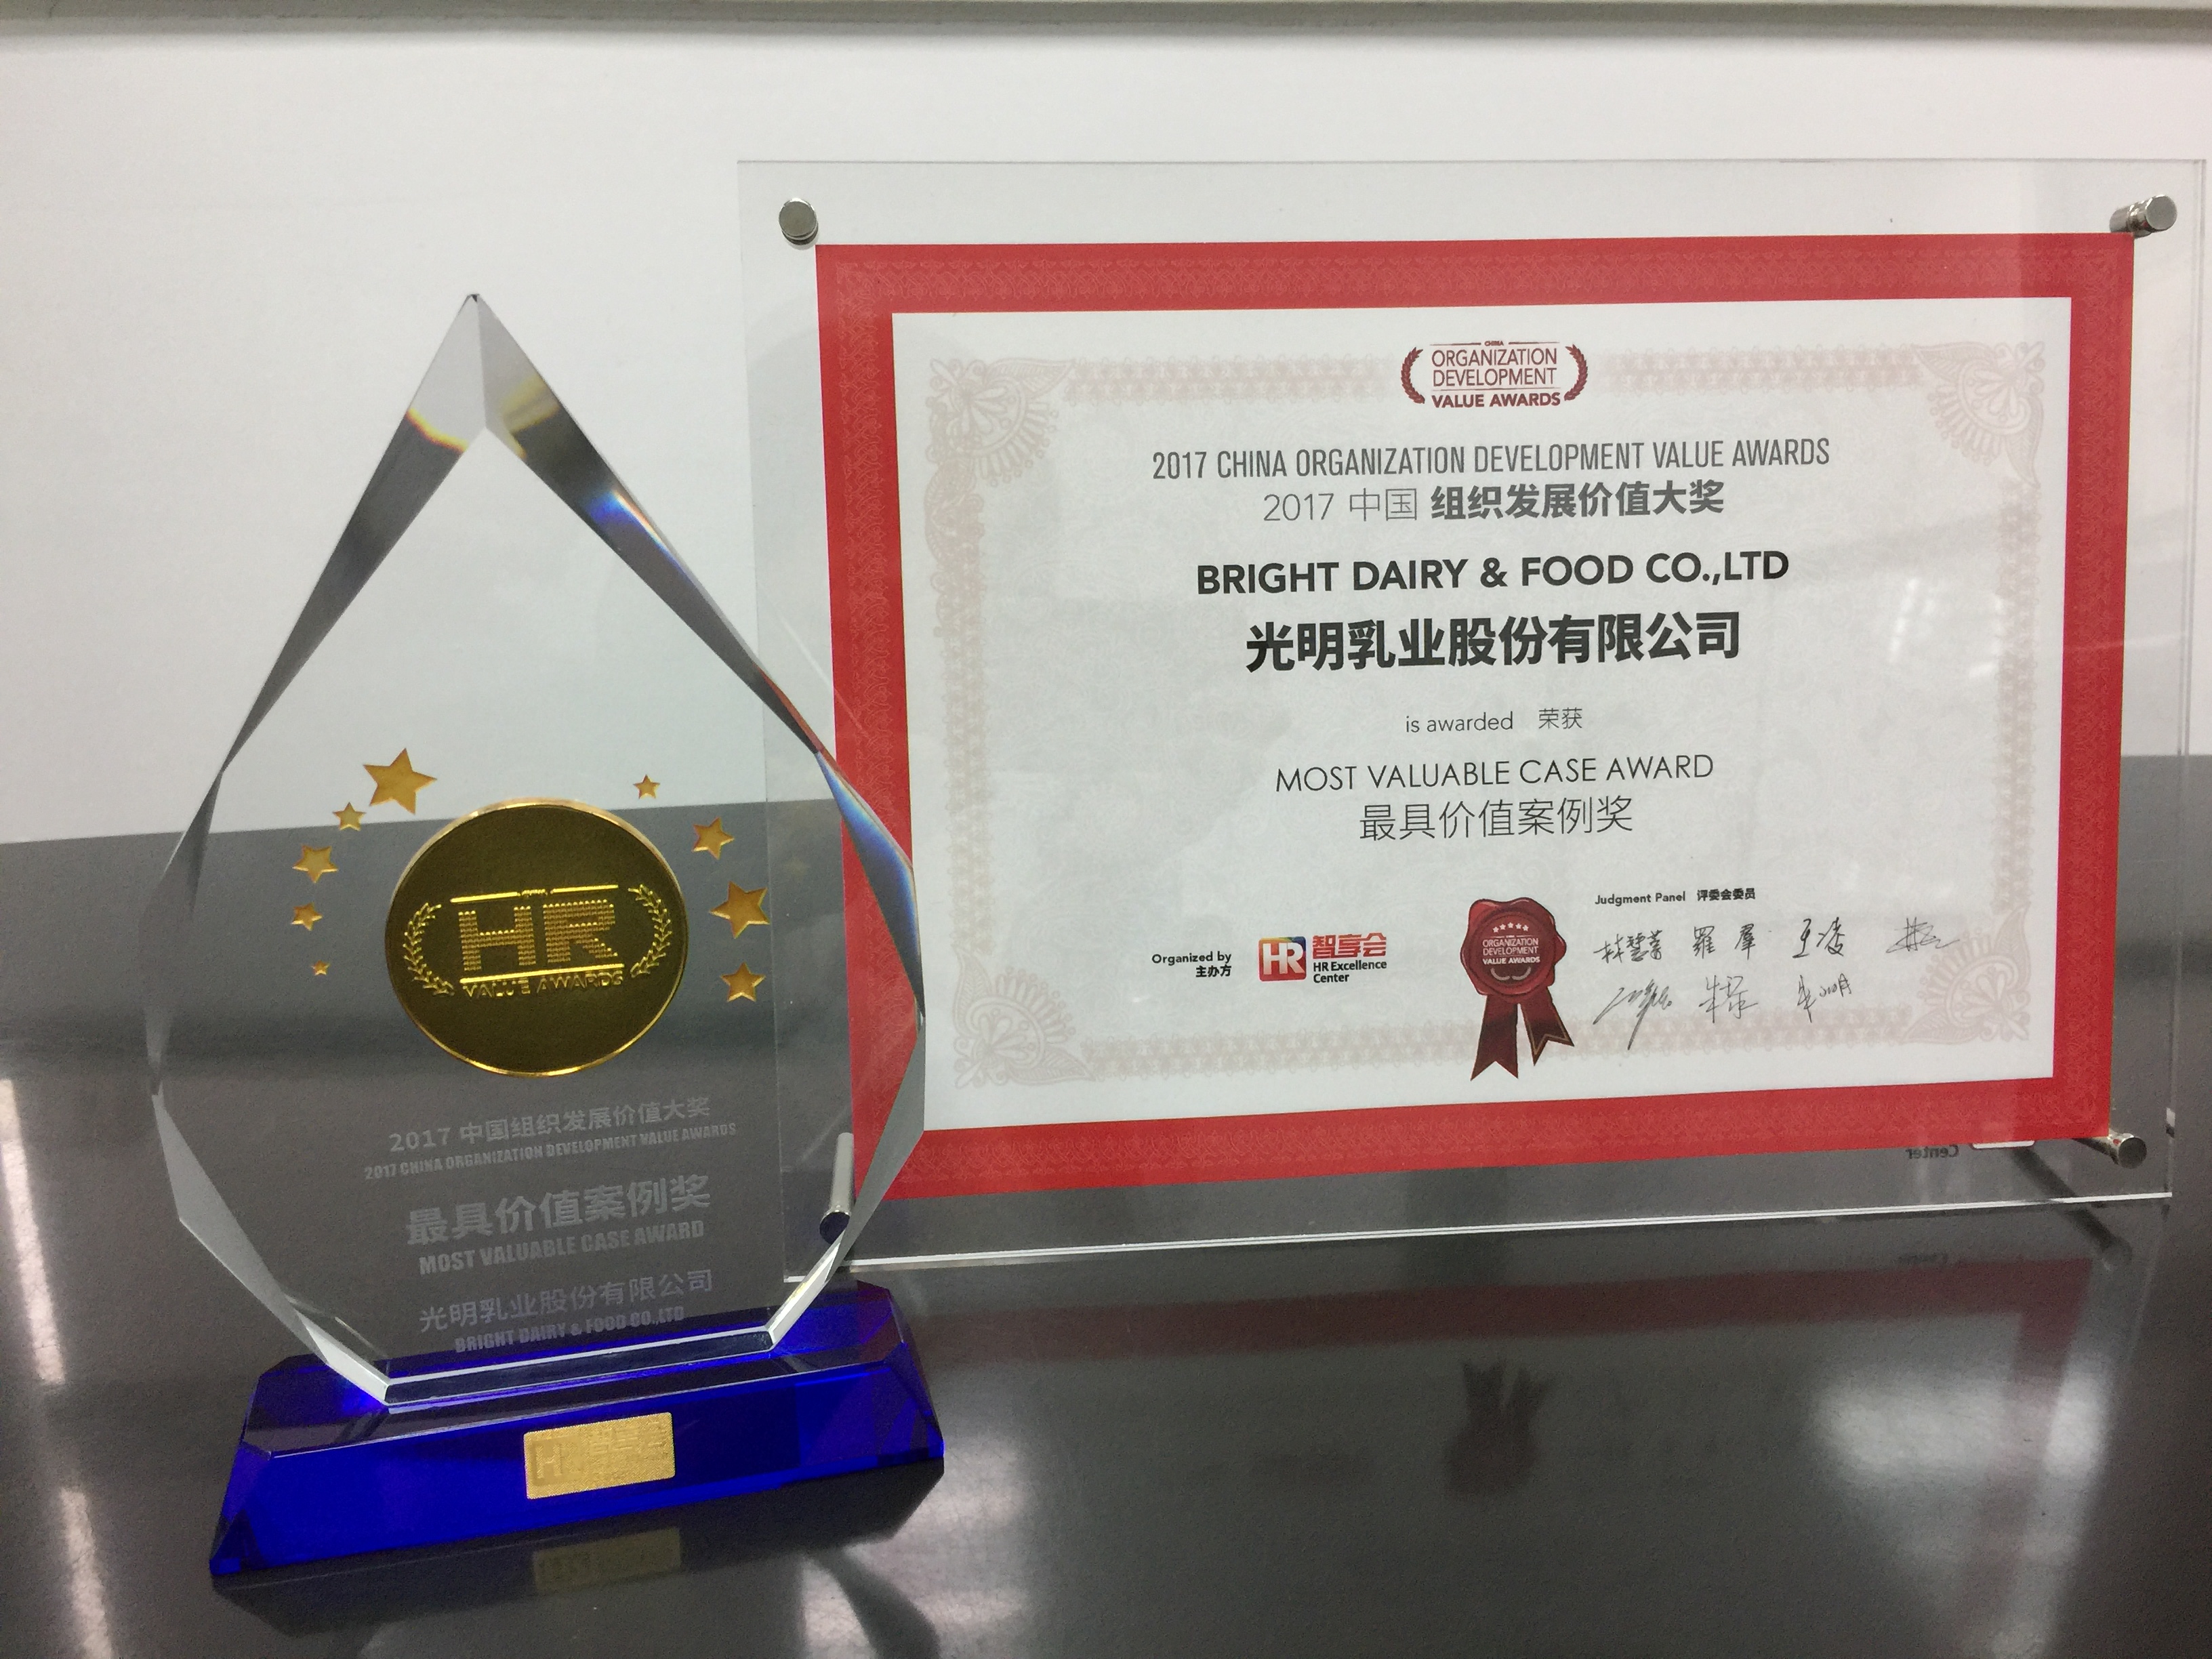 HR
VALUE AWARDS
2017 中国组织发展价值大奖
2017 CHINA ORGANIZATION DEVELOPMENT VALUE AWARDS
最具价值案例奖
MOST VALUABLE CASE AWARD
光明乳业股份有限公司
BRIGHT DAIRY & FOOD CO.,LTD
CHINA
ORGANIZATION
DEVELOPMENT
VALUE AWARDS
2017 CHINA ORGANIZATION DEVELOPMENT VALUE AWARDS
2017 中国 组织发展价值大奖
BRIGHT DAIRY & FOOD CO.,LTD
光明乳业股份有限公司
is awarded 荣获
MOST VALUABLE CASE AWARD
最具价值案例奖
Organized by
主办方
HR 智享会
HR Excellence
Center
ORGANIZATION
DEVELOPMENT
VALUE AWARDS
Judgment Panel 评委会委员